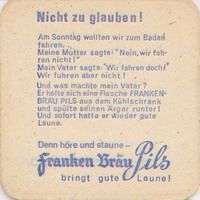 Nicht zu glauben!
Am Sonntag wollten wir zum Baden
fahren.
Meine Mutter sagte: "Nein, wir fah-
ren nicht!"
Mein Vater sagte: "Wir fahren doch!"
Wir fuhren aber nicht!
Und was machte mein Vater?
Er holte sich eine Flasche FRANKEN-
BRÄU PILS aus dem Kühlschrank
und spülte seinen Ärger runter!
Und sofort hatte er wieder gute
Laune.
Denn höre und staune –
Franken Bräu Pils
bringt gute Laune!